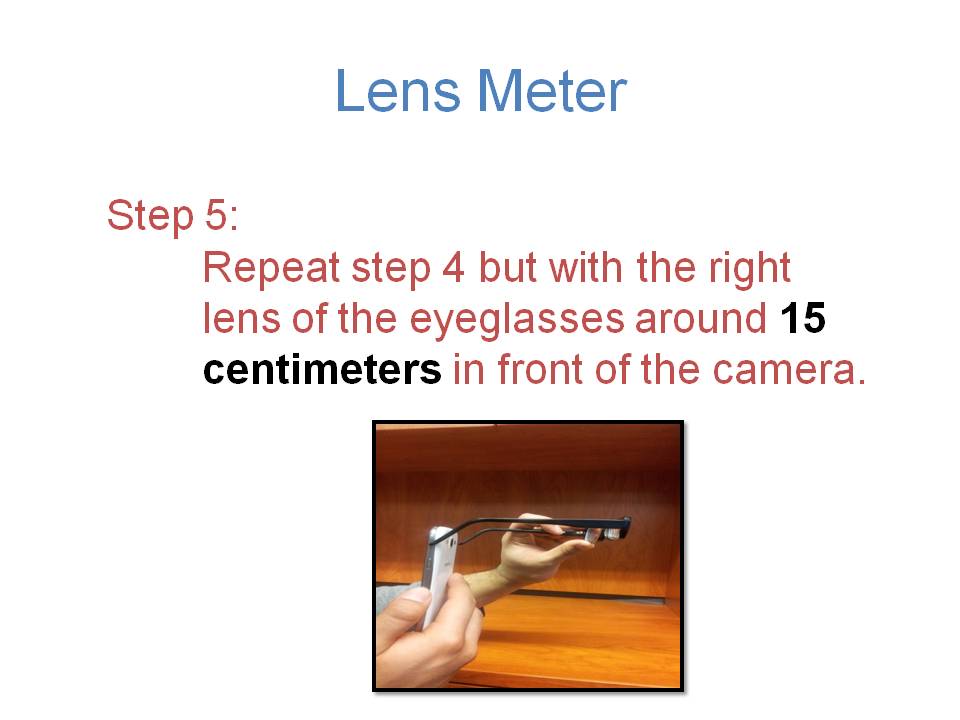 Lens Meter
Step 5:
Repeat step 4 but with the right
lens of the eyeglasses around 15
centimeters in front of the camera.